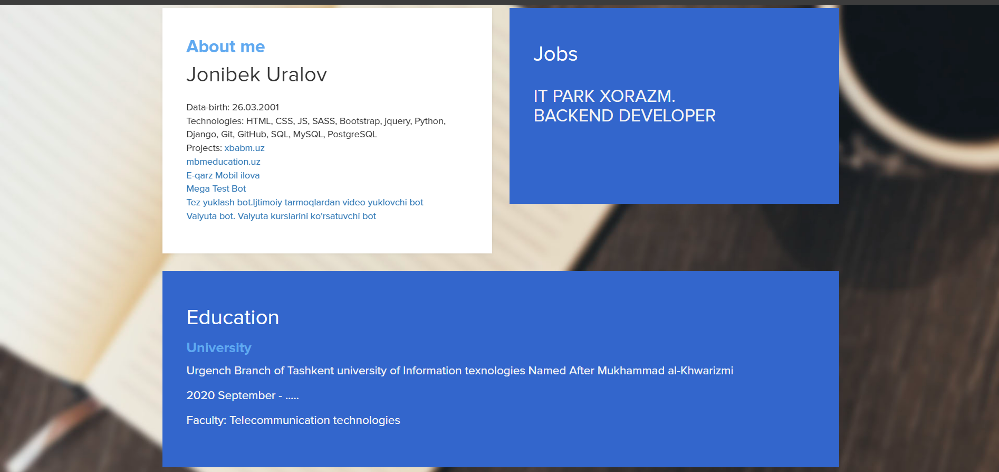 About me
Jonibek Uralov
Data-birth: 26.03.2001
Technologies: HTML, CSS, JS, SASS, Bootstrap, jquery, Python,
Django, Git, GitHub, SQL, MySQL, PostgreSQL
Projects: xbabm.uz
mbmeducation.uz
E-qarz Mobil ilova
Mega Test Bot
Tez yuklash bot.Ijtimoiy tarmoqlardan video yuklovchi bot
Valyuta bot. Valyuta kurslarini ko'rsatuvchi bot
Jobs
IT PARK XORAZM.
BACKEND DEVELOPER
Education
University
Urgench Branch of Tashkent university of Information texnologies Named After Mukhammad al-Khwarizmi
2020 September - .....
Faculty: Telecommunication technologies